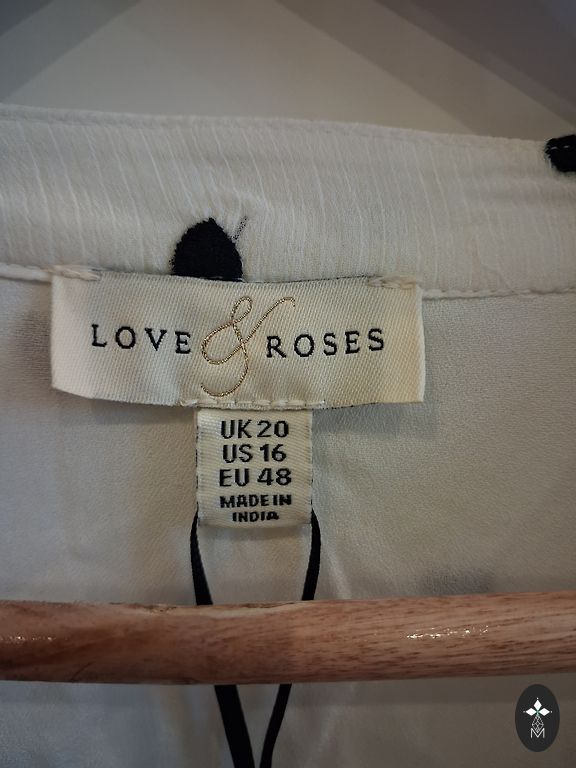 LOVE & ROSES
UK 20
US 16
EU 48
MADE IN
INDIA
M